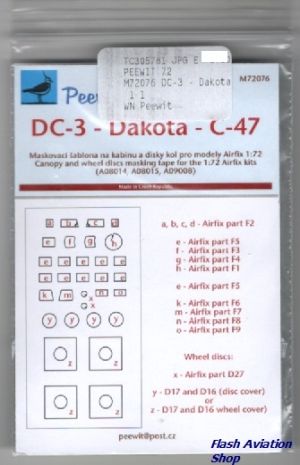 TC305781 JPG E
PEEWIT 72
M72076 DC-3 - Dakota
1 1
WN Peewit
M72076
Peew
DC-3 - Dakota - C-47
Maskovací šablona na kabinu a disky kol pro modely Airfix 1:72
Canopy and wheel discs masking tape for the 1:72 Airfix kits
(A08014, A08015, A09008)
Made in Czech Republic
a b c d
e f g h
e e e e
e e e e
e e e e
k m n o
x
x
y y y y
z z
z z
a, b, c, d - Airfix part F2
e - Airfix part F5
f - Airfix part F3
g - Airfix part F4
h - Airfix part F1
e - Airfix part F5
k - Airfix part F6
m - Airfix part F7
n - Airfix part F8
o - Airfix part F9
Wheel discs:
x - Airfix part D27
y - D17 and D16 (disc cover)
or
z - D17 and D16 wheel cover)
peewit@post.cz
Flash Aviation
Shop